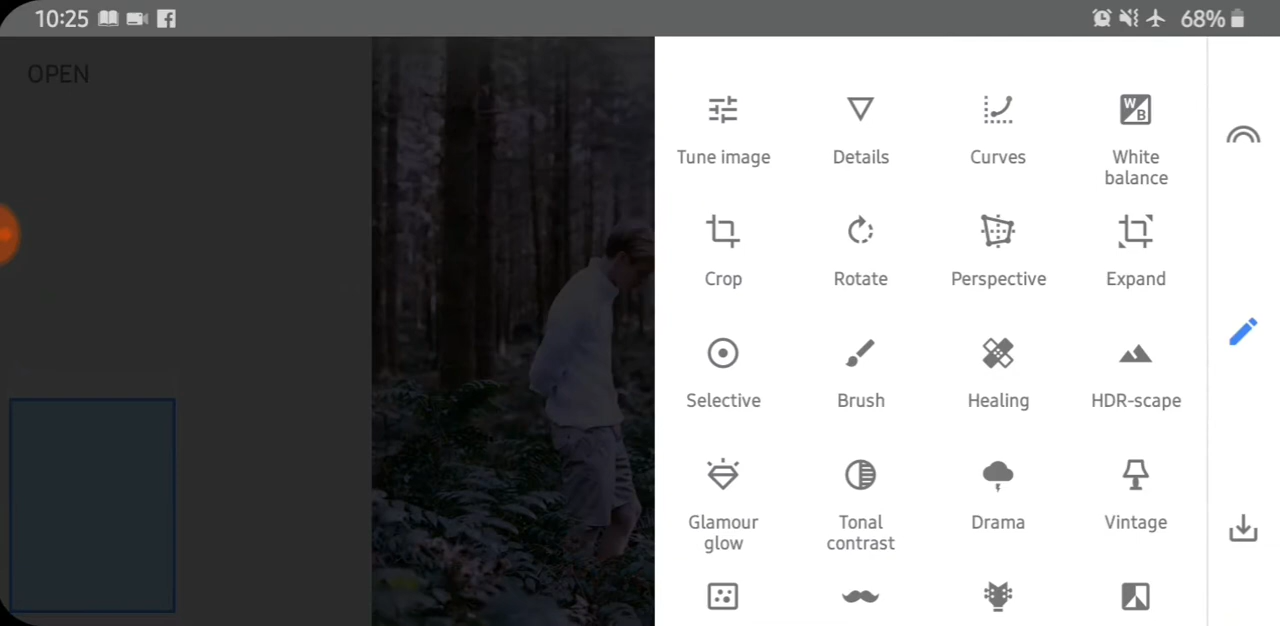 10:25
68%
OPEN
Tune image
Details
Curves
White
balance
Crop
Rotate
Perspective
Expand
Selective
Brush
Healing
HDR-scape
Glamour
glow
Tonal
contrast
Drama
Vintage